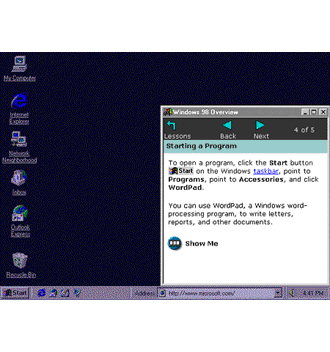 My Computer
Internet
Explorer
Network
Neighborhood
Inbox
Outlook
Express
Recycle Bin
Windows 98 Overview
Lessons Back Next 4 of 5
Starting a Program
To open a program, click the Start button
Start on the Windows taskbar, point to
Programs, point to Accessories, and click
WordPad.
You can use WordPad, a Windows word-
processing program, to write letters,
reports, and other documents.
Show Me
Start Address http://www.microsoft.com/ 4:41 PM